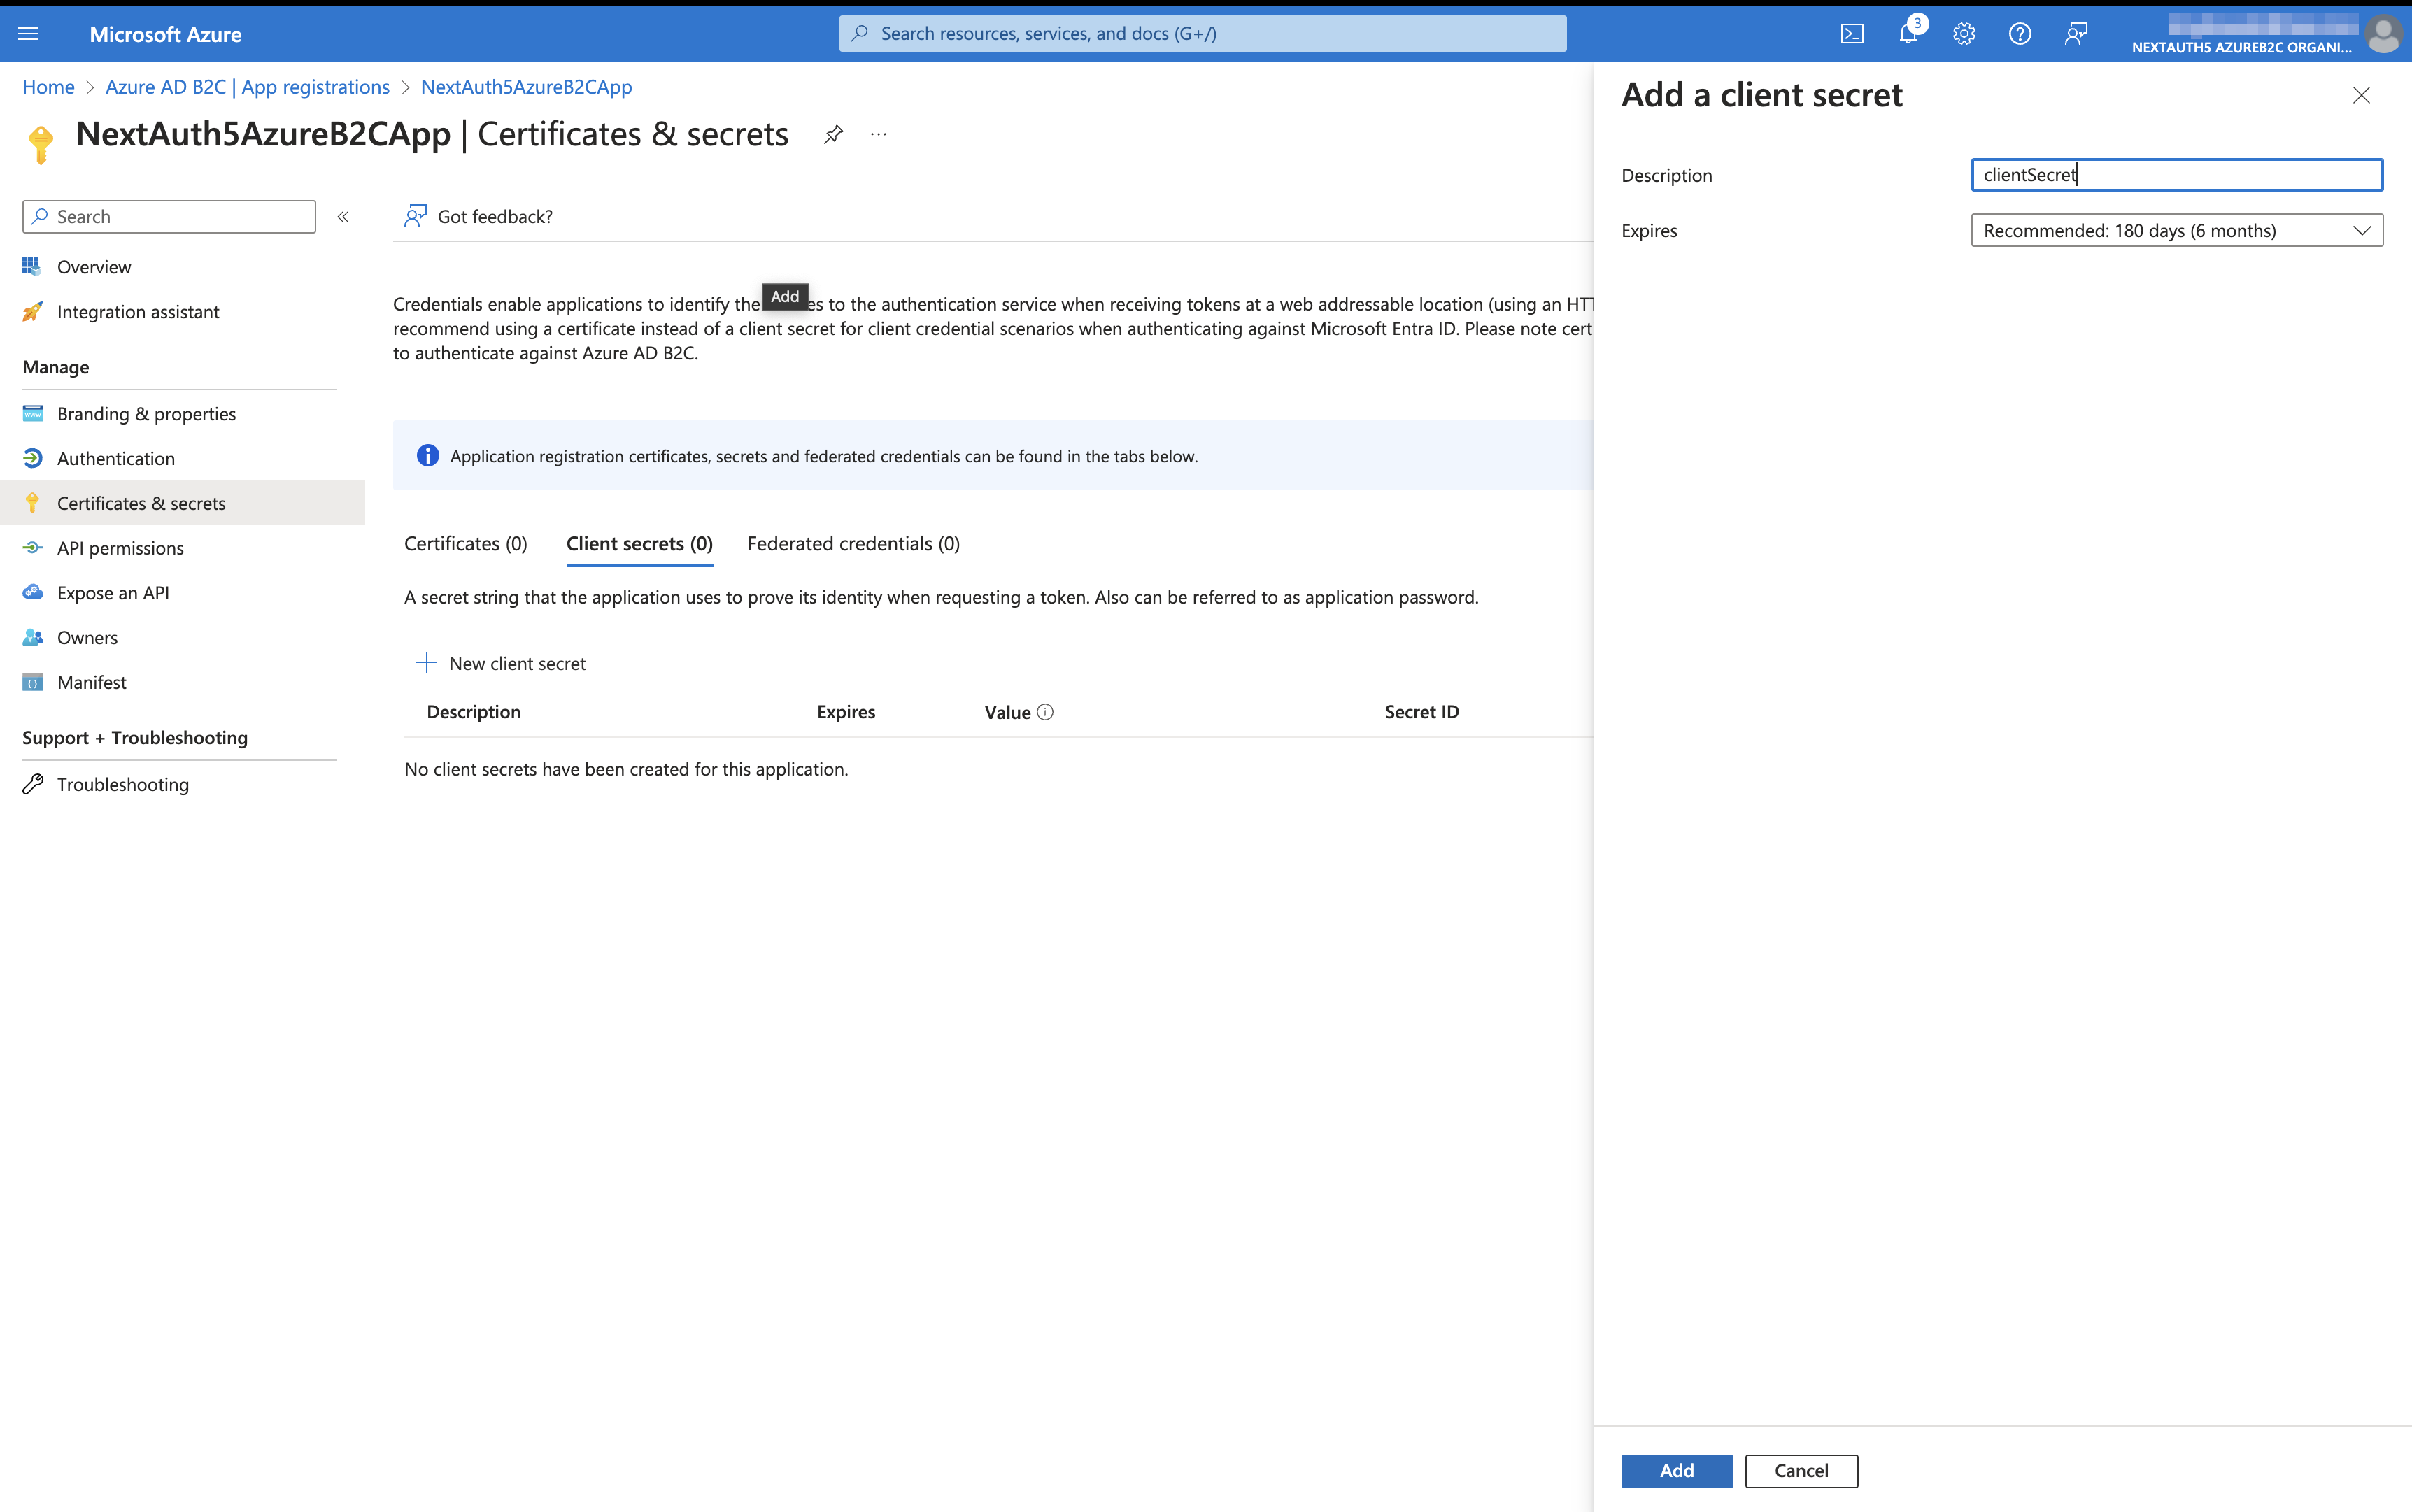 Microsoft Azure
Search resources, services, and docs (G+/)
3
NEXTAUTH5 AZUREB2C ORGANI...
Home > Azure AD B2C | App registrations > NextAuth5AzureB2CApp
NextAuth5AzureB2CApp | Certificates & secrets
...
Search
«
Overview
Integration assistant
Manage
Branding & properties
Authentication
Certificates & secrets
API permissions
Expose an API
Owners
Manifest
Support + Troubleshooting
Troubleshooting
Got feedback?
Credentials enable applications to identify the Add es to the authentication service when receiving tokens at a web addressable location (using an HTT
recommend using a certificate instead of a client secret for client credential scenarios when authenticating against Microsoft Entra ID. Please note cert
to authenticate against Azure AD B2C.
Application registration certificates, secrets and federated credentials can be found in the tabs below.
Certificates (0) Client secrets (0) Federated credentials (0)
A secret string that the application uses to prove its identity when requesting a token. Also can be referred to as application password.
New client secret
Description Expires Value Secret ID
No client secrets have been created for this application.
Add a client secret
Description clientSecret
Expires Recommended: 180 days (6 months)
Add Cancel